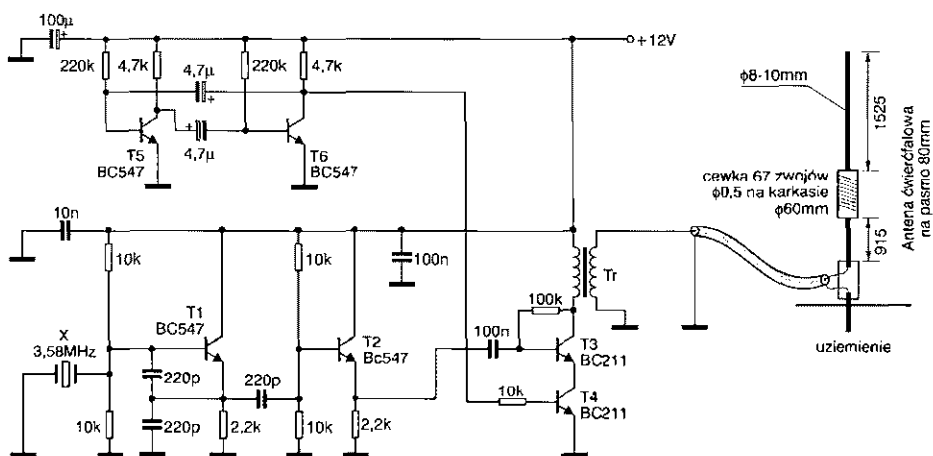 100µ
+12V
220k
4,7k
4,7µ
+
220k
4,7k
+
4,7µ
T5
BC547
T6
BC547
ϕ8-10mm
1525
cewka 67 zwojów
ϕ0,5 na karkasie
ϕ60mm
915
Antena ćwierćfalowa
na pasmo 80mm
uziemienie
10n
10k
10k
100n
Tr
100k
T1
BC547
T2
Bc547
100n
T3
BC211
X
3,58MHz
220p
220p
10k
T4
BC211
10k
220p
2,2k
10k
2,2k